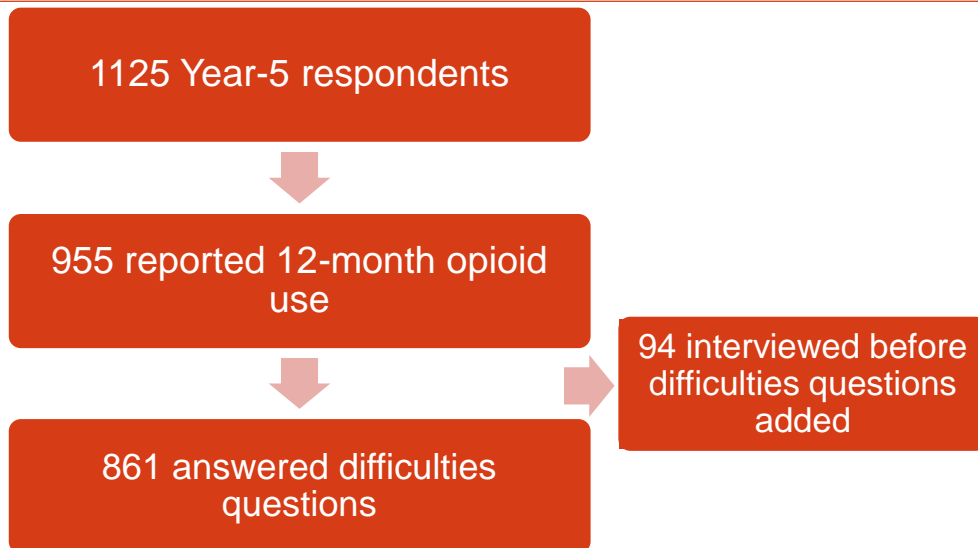 1125 Year-5 respondents
955 reported 12-month opioid
use
94 interviewed before
difficulties questions
added
861 answered difficulties
questions